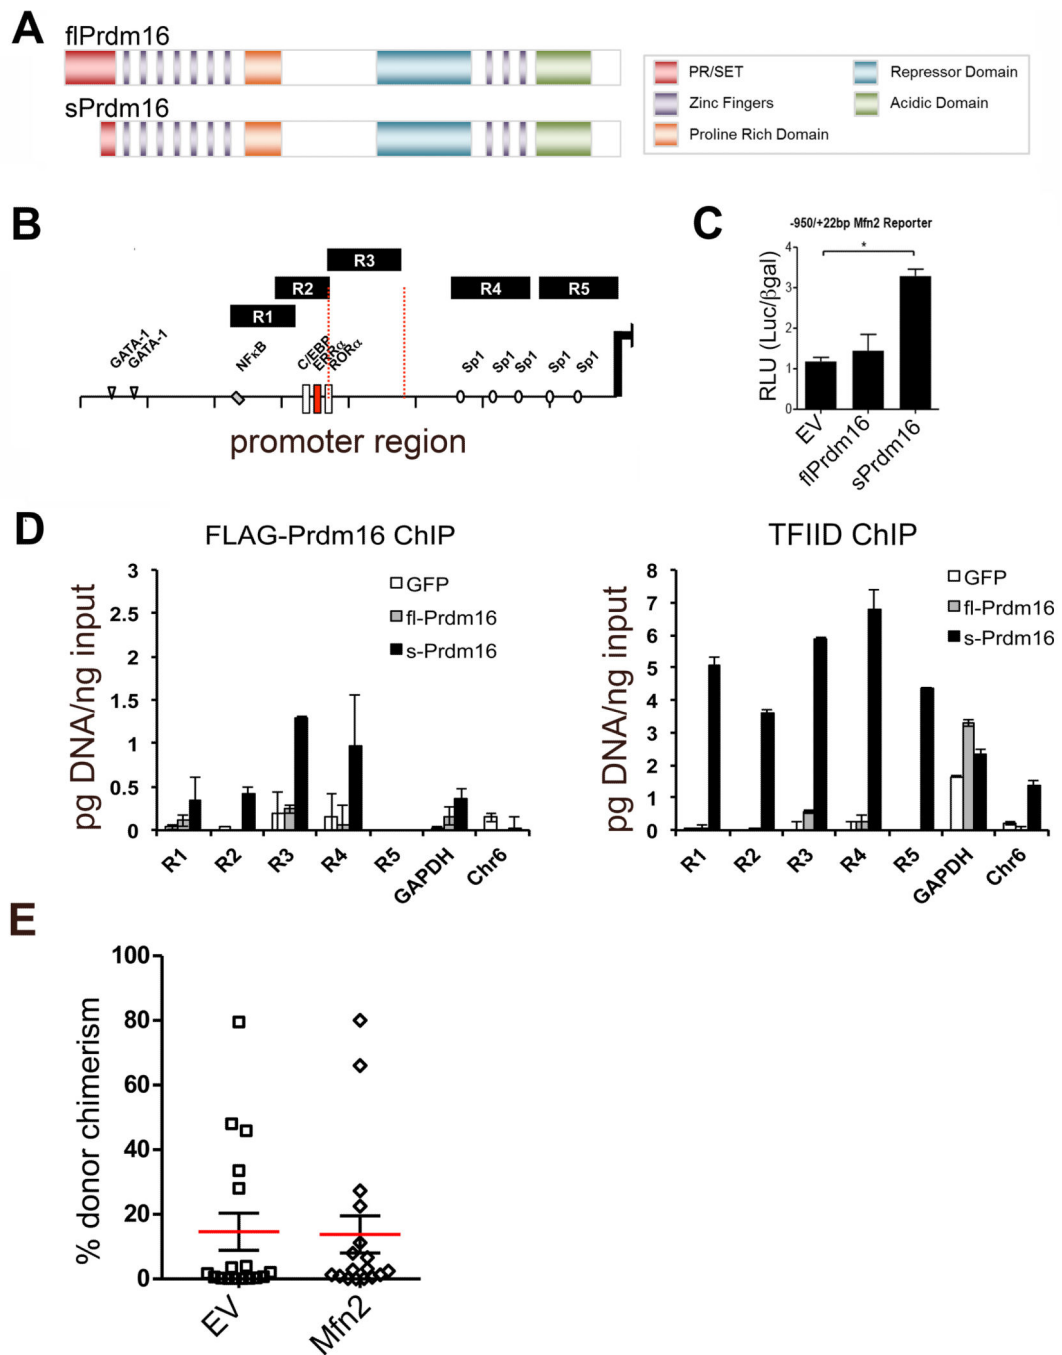 A
flPrdm16
sPrdm16
PR/SET
Zinc Fingers
Proline Rich Domain
Repressor Domain
Acidic Domain
B
R3
R2
R4
R5
R1
GATA-1
GATA-1
NFκB
C/EBP
ERRα
RORα
Sp1
Sp1
Sp1
Sp1
Sp1
promoter region
C
-950/+22bp Mfn2 Reporter
*
RLU (Luc/βgal)
4
3
2
1
0
EV
flPrdm16
sPrdm16
D
FLAG-Prdm16 ChIP
pg DNA/ng input
3
2.5
2
1.5
1
0.5
0
GFP
fl-Prdm16
s-Prdm16
R1
R2
R3
R4
R5
GAPDH
Chr6
TFIID ChIP
pg DNA/ng input
8
7
6
5
4
3
2
1
0
GFP
fl-Prdm16
s-Prdm16
R1
R2
R3
R4
R5
GAPDH
Chr6
E
% donor chimerism
100
80
60
40
20
0
EV
Mfn2